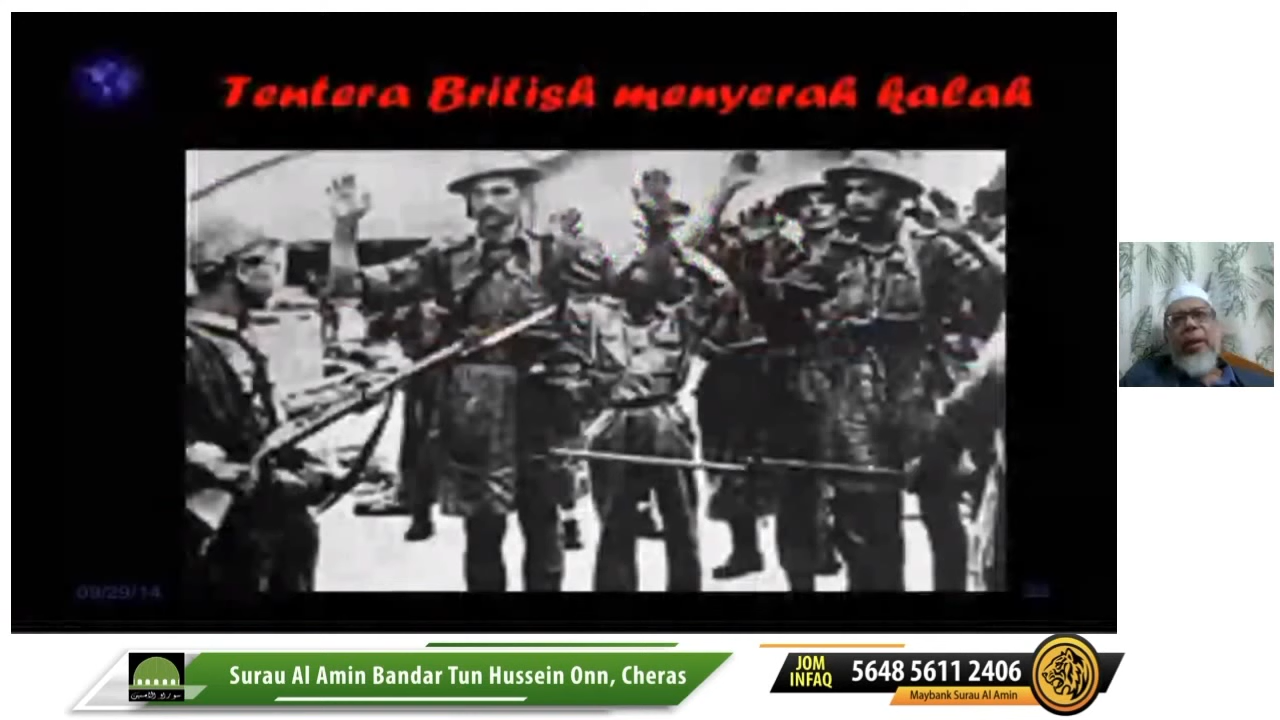 Tentera British menyerah kalah
09/29/14
Surau Al Amin Bandar Tun Hussein Onn, Cheras
JOM
INFAQ
5648 5611 2406
Maybank Surau Al Amin